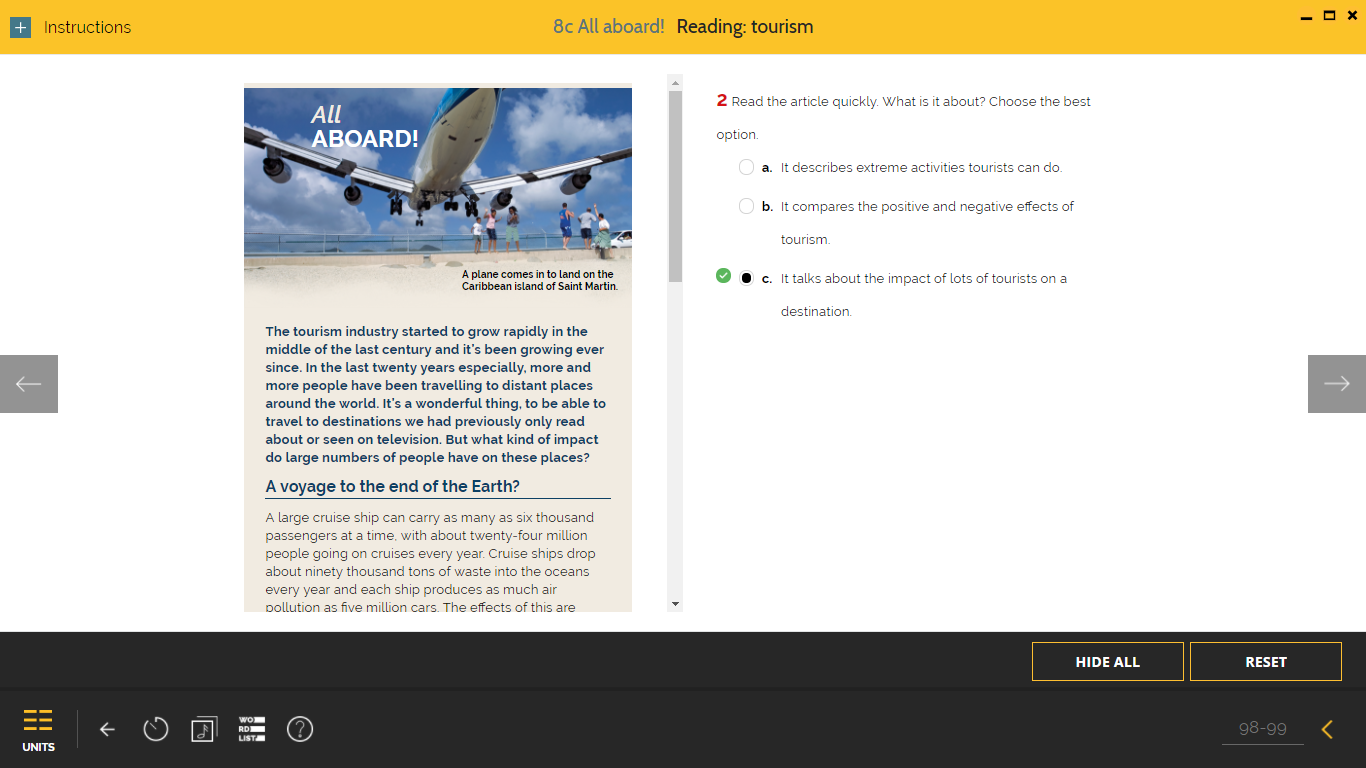 Instructions
8c All aboard! Reading: tourism
All
ABOARD!
A plane comes in to land on the
Caribbean island of Saint Martin.
The tourism industry started to grow rapidly in the
middle of the last century and it's been growing ever
since. In the last twenty years especially, more and
more people have been travelling to distant places
around the world. It's a wonderful thing, to be able to
travel to destinations we had previously only read
about or seen on television. But what kind of impact
do large numbers of people have on these places?
A voyage to the end of the Earth?
A large cruise ship can carry as many as six thousand
passengers at a time, with about twenty-four million
people going on cruises every year. Cruise ships drop
about ninety thousand tons of waste into the oceans
every year and each ship produces as much air
pollution as five million cars. The effects of this are
2 Read the article quickly. What is it about? Choose the best
option.
a. It describes extreme activities tourists can do.
b. It compares the positive and negative effects of
tourism.
c. It talks about the impact of lots of tourists on a
destination.
HIDE ALL
RESET
UNITS
WO
RD
LIST
98-99